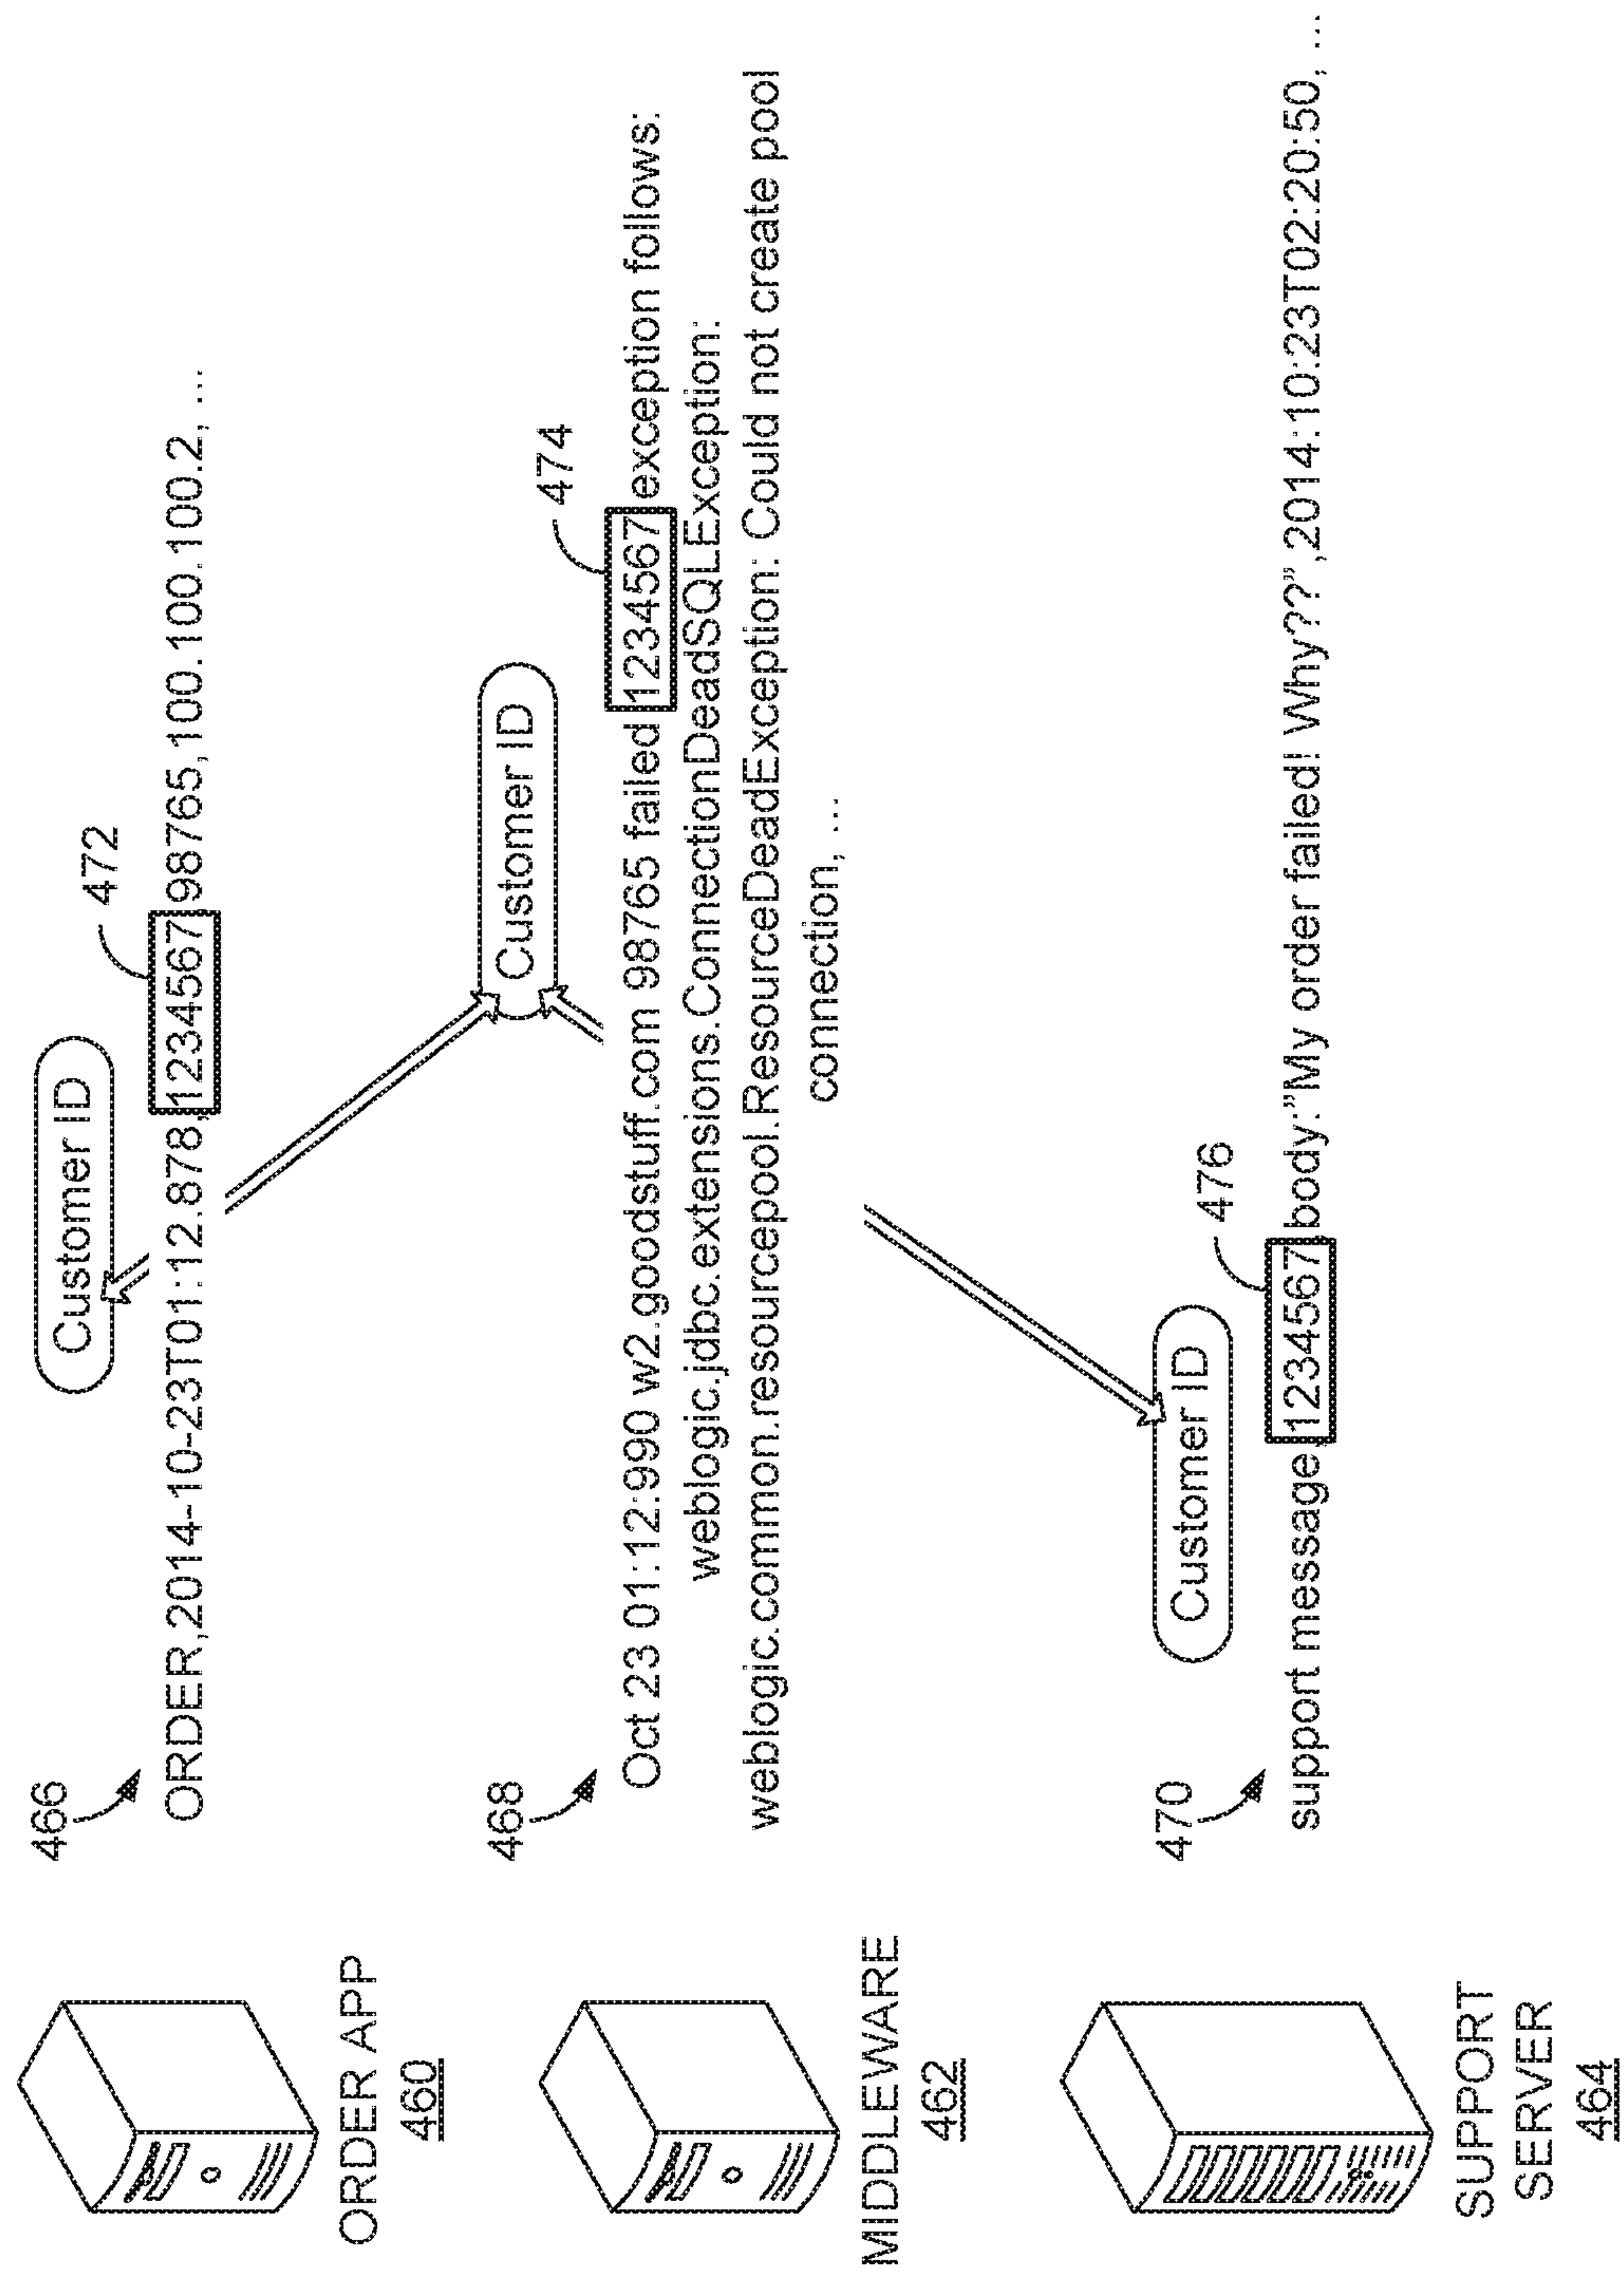 ORDER APP
460
466
Customer ID
472
ORDER,2014-10-23T01:12.878,1234567,98765,100.100.100.2, ...
MIDDLEWARE
462
468
Customer ID
474
Oct 23 01:12:990 w2.goodstuff.com 98765 failed 1234567 exception follows:
weblogic.jdbc.extensions.ConnectionDeadSQLException:
weblogic.common.resourcepool.ResourceDeadException: Could not create pool
connection, ...
SUPPORT
SERVER
464
470
Customer ID
476
support message,1234567,body:”My order failed! Why??”,2014:10:23T02:20:50, ...